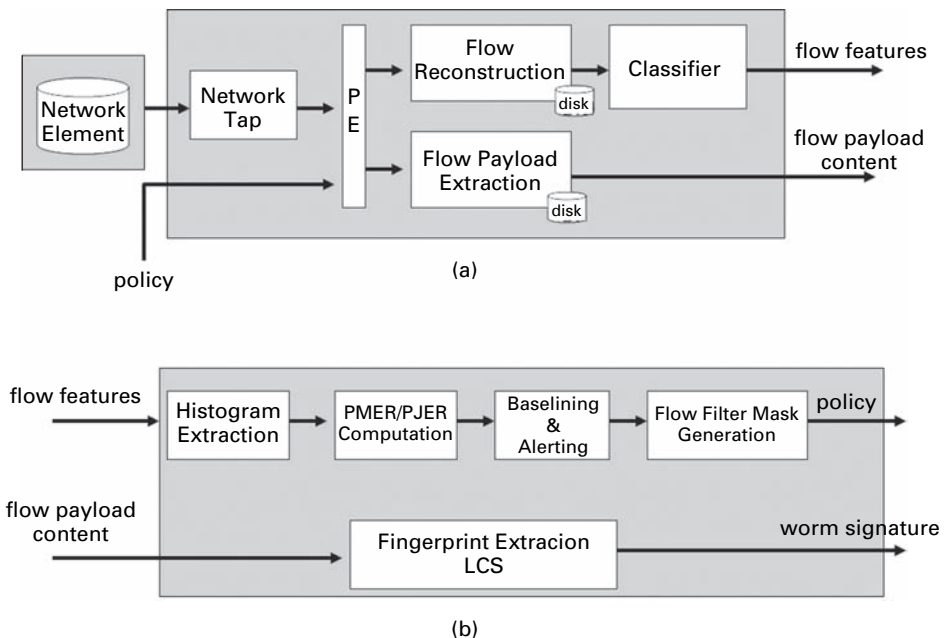 Network
Element
Network
Tap
P
E
Flow
Reconstruction
disk
Classifier
flow features
Flow Payload
Extraction
disk
flow payload
content
policy
(a)
flow features
Histogram
Extraction
PMER/PJER
Computation
Baselining
&
Alerting
Flow Filter Mask
Generation
policy
flow payload
content
Fingerprint Extracion
LCS
worm signature
(b)